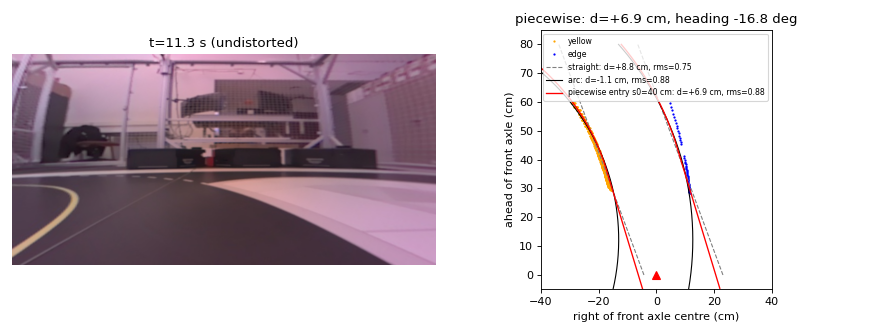 t=11.3 s (undistorted)
piecewise: d=+6.9 cm, heading -16.8 deg
yellow
edge
straight: d=+8.8 cm, rms=0.75
arc: d=-1.1 cm, rms=0.88
piecewise entry s0=40 cm: d=+6.9 cm, rms=0.88
ahead of front axle (cm)
80
70
60
50
40
30
20
10
0
−40
−20
0
20
40
right of front axle centre (cm)